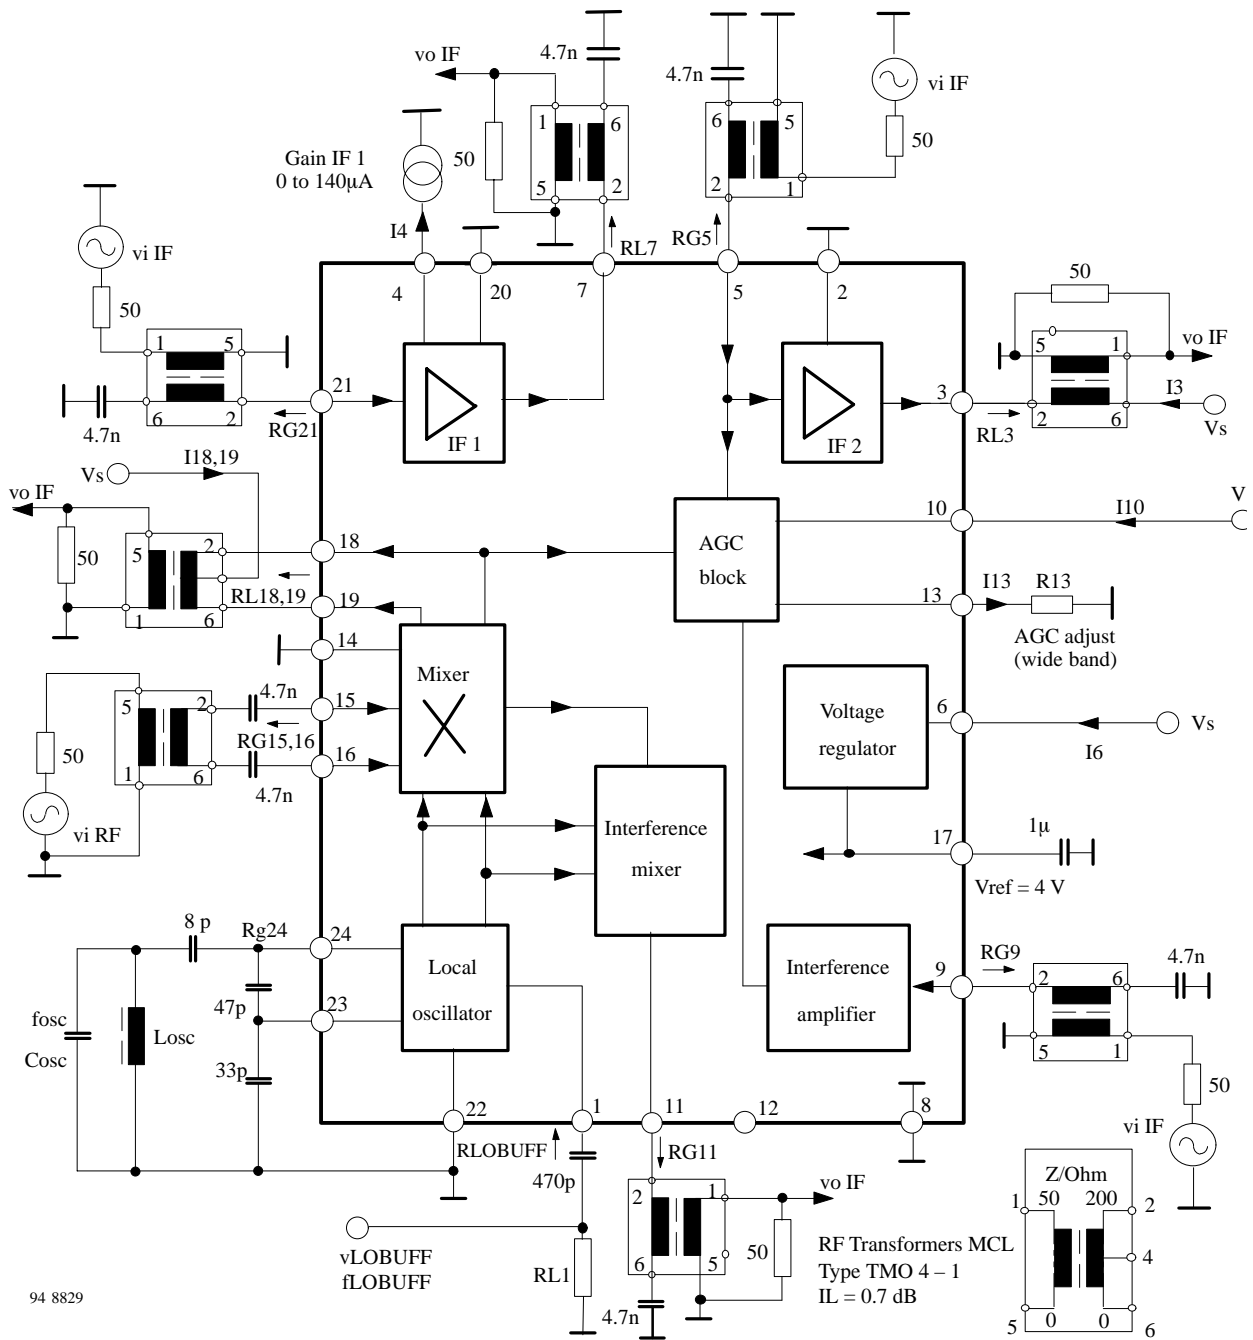 4.7n
vo IF
1
6
5
2
50
Gain IF 1
0 to 140µA
I4
RL7
4.7n
6
5
2
1
vi IF
50
RG5
vi IF
50
1
5
6
2
4.7n
RG21
4
20
7
5
2
21
IF 1
IF 2
3
50
5
1
2
6
vo IF
I3
Vs
RL3
I18,19
Vs
vo IF
50
5
2
1
6
RL18,19
18
19
14
AGC
block
10
I10
V
13
I13
R13
AGC adjust
(wide band)
Mixer
5
2
1
6
4.7n
RG15,16
4.7n
50
vi RF
15
16
Voltage
regulator
6
I6
Vs
Interference
mixer
17
1µ
Vref = 4 V
8 p
Rg24
24
47p
23
33p
fosc
Cosc
Losc
Local
oscillator
Interference
amplifier
9
RG9
4.7n
2
6
5
1
50
vi IF
22
1
11
12
8
RLOBUFF
470p
RG11
2
1
6
5
vo IF
50
4.7n
vLOBUFF
fLOBUFF
RL1
RF Transformers MCL
Type TMO 4 – 1
IL = 0.7 dB
Z/Ohm
1
50
200
2
4
5
0
0
6
94 8829